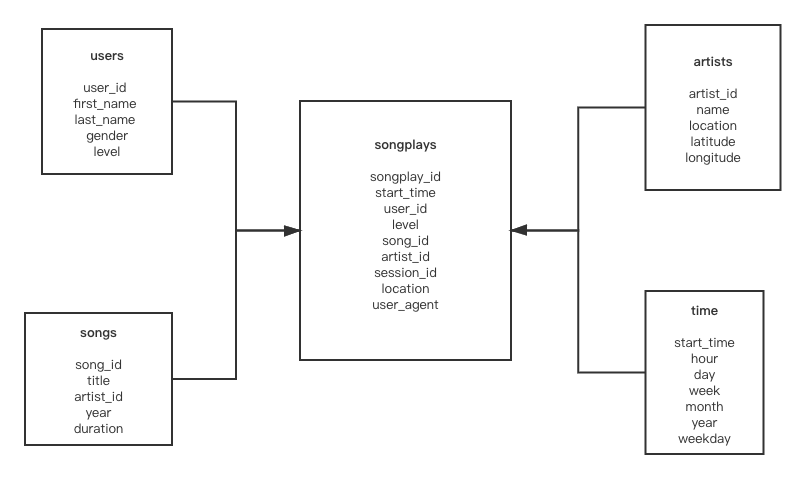 users
user_id
first_name
last_name
gender
level
songs
song_id
title
artist_id
year
duration
songplays
songplay_id
start_time
user_id
level
song_id
artist_id
session_id
location
user_agent
artists
artist_id
name
location
latitude
longitude
time
start_time
hour
day
week
month
year
weekday